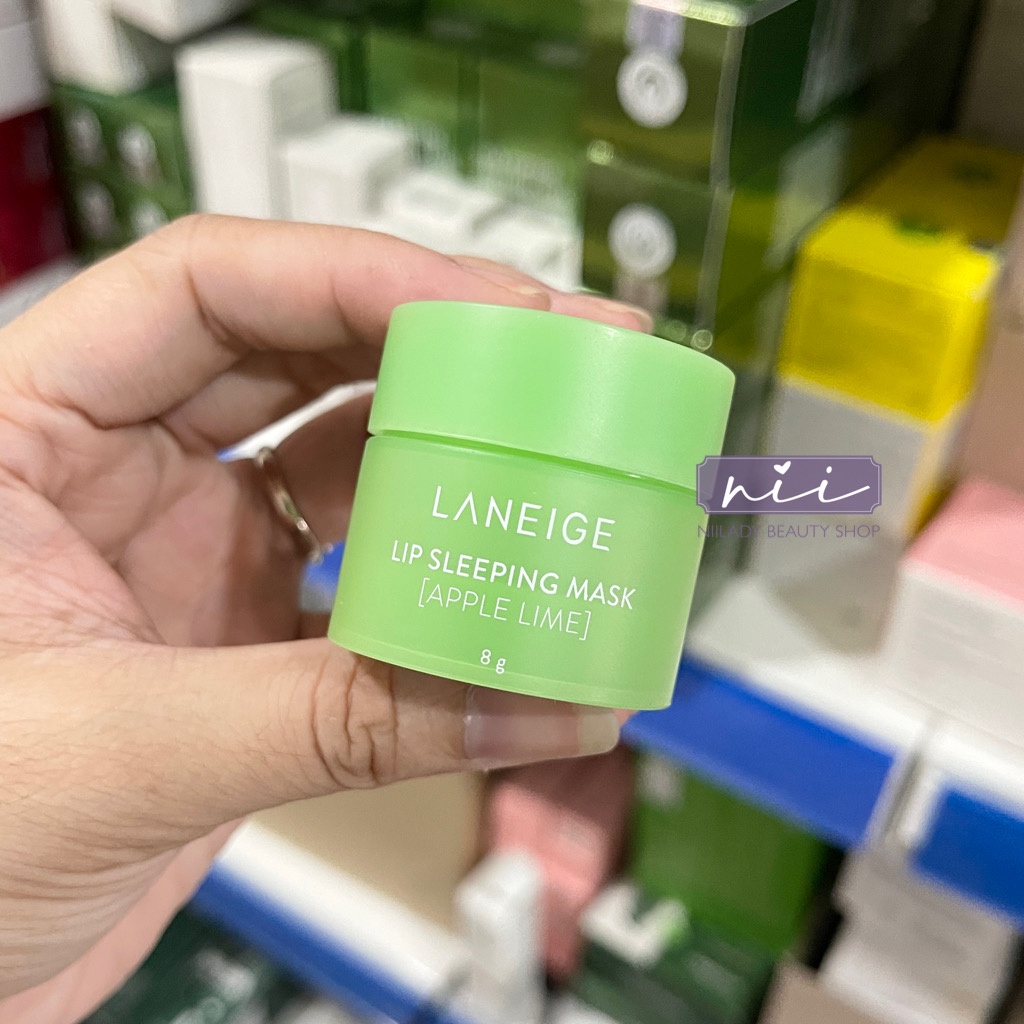 LANEIGE
LIP SLEEPING MASK
[APPLE LIME]
8 g
nii
NIILADY BEAUTY SHOP